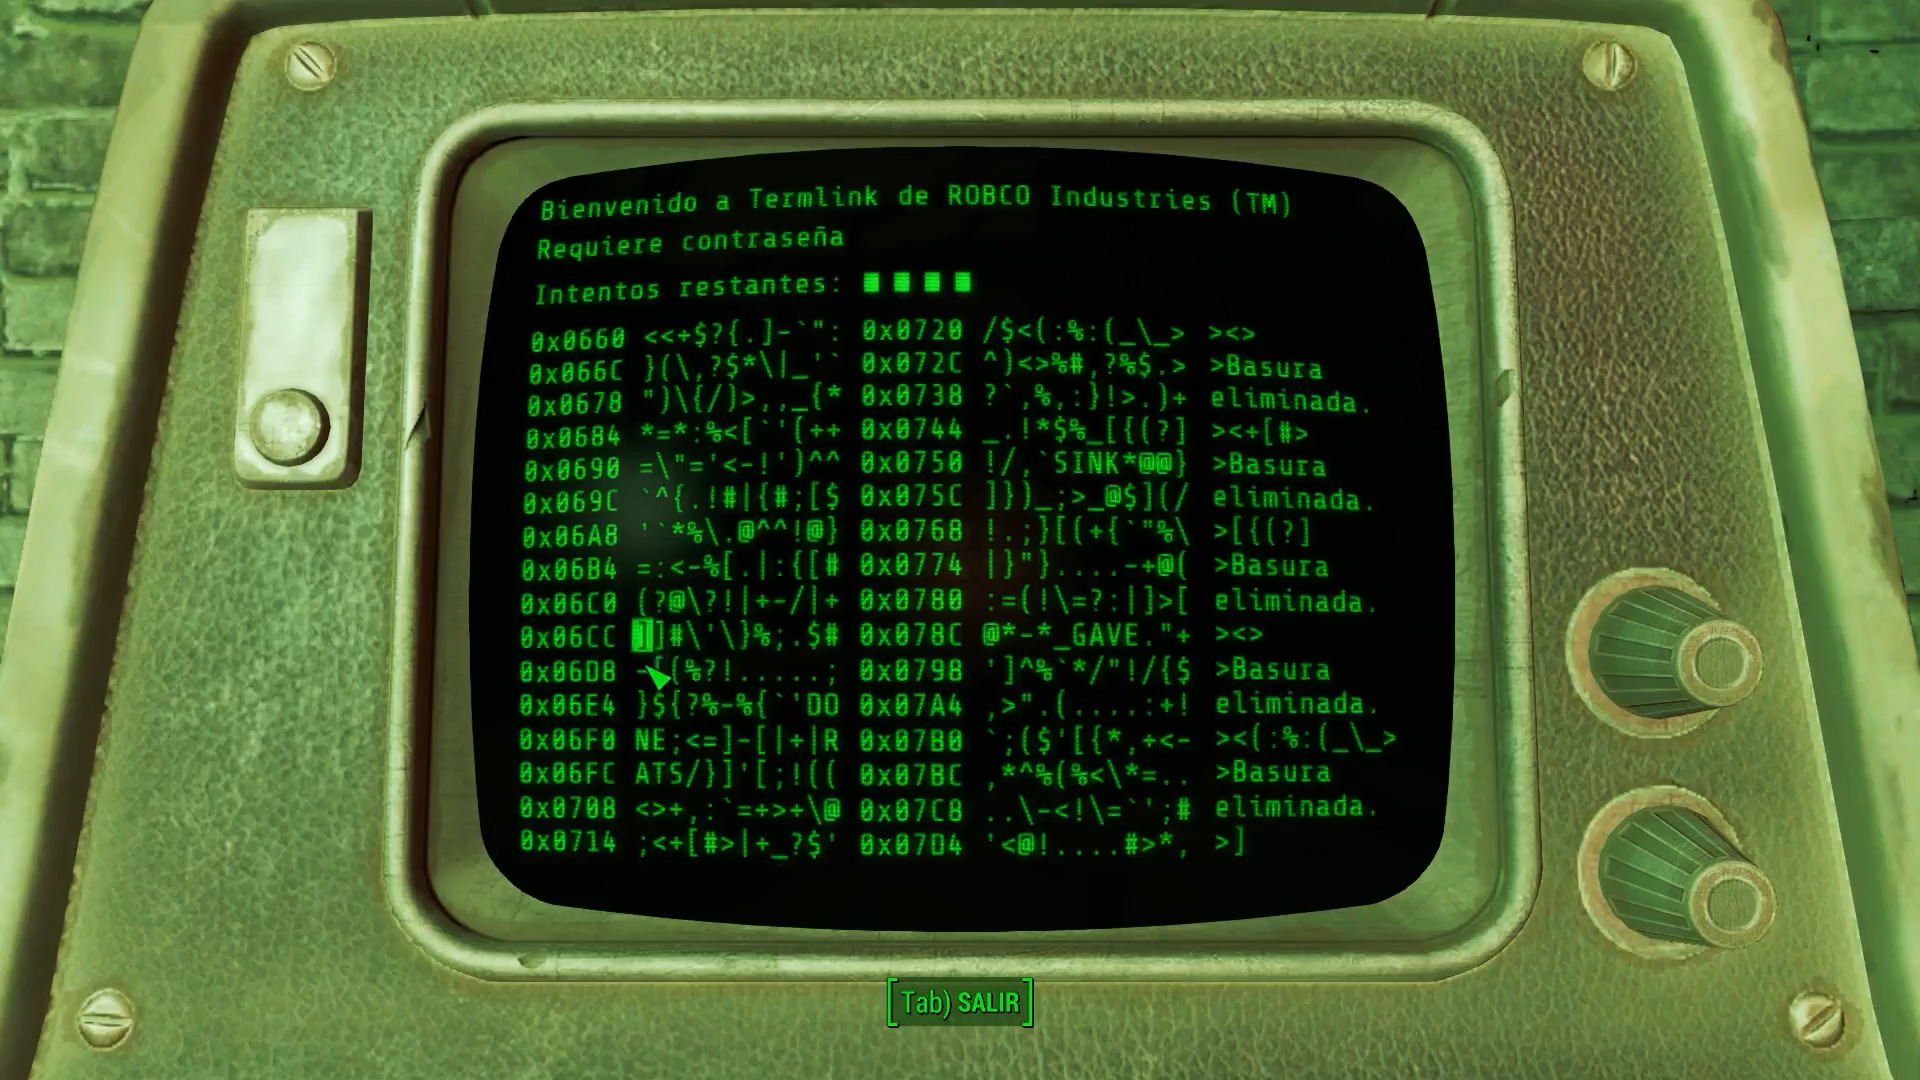 Bienvenido a Termlink de ROBCO Industries (TM)
Requiere contraseña
Intentos restantes:
0x0660 <<+$?{.]-`": 0x0720 /$<(:%:(_\_> ><>
0x066C }(\,?$*\|_'` 0x072C ^)<>%#,?%$.> >Basura
0x0678 ")\{/)>,,_{* 0x0738 ?`,%,:}!>.)+ eliminada.
0x0684 *=*:%<[`'(++ 0x0744 _.!*$%_[{(?] ><+[#>
0x0690 =\"='<-!')^^ 0x0750 !/,`SINK*@@} >Basura
0x069C `^{.!#|{#;[$ 0x075C ]})_;>_@$](/ eliminada.
0x06A8 '`*%\.@^^!@} 0x0768 !.;}[(+{`"%\ >[{(?]
0x06B4 =:<-%[.|:{[# 0x0774 |}"}....-+@( >Basura
0x06C0 (?@\?!|+-/|+ 0x0780 :=(!\=?:|]>[ eliminada.
0x06CC ]]#\'\}%;.$# 0x078C @*-*_GAVE."+ ><>
0x06D8 -[(%?!.....; 0x0798 ']^%`*/"!/{$ >Basura
0x06E4 }${?%-%{`'DO 0x07A4 ,>".(....:+! eliminada.
0x06F0 NE;<=]-[|+|R 0x07B0 `;($'[{*,+<- ><(:%:(_\_>
0x06FC ATS/}]'[;!(( 0x07BC ,*^%(%<\*=.. >Basura
0x0708 <>+,:`=+>+\@ 0x07C8 ..\-<!\=`';# eliminada.
0x0714 ;<+[#>|+_?$' 0x07D4 '<@!....#>*, >]
[Tab) SALIR]